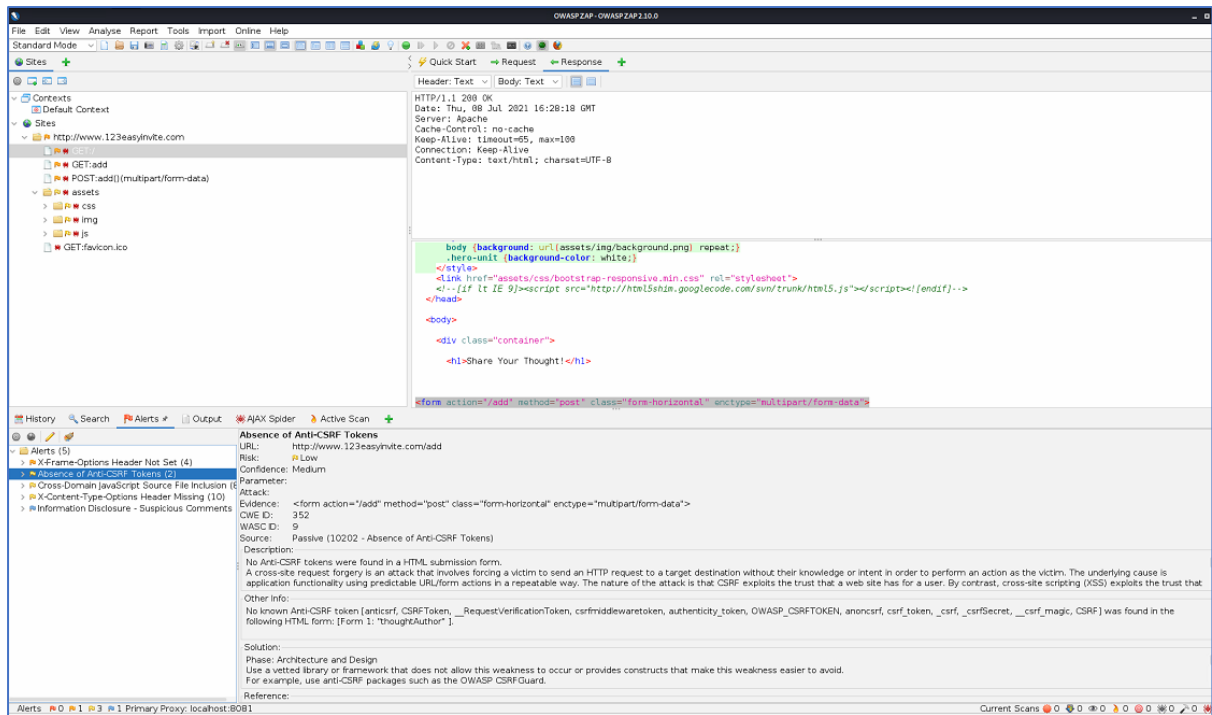 OWASP ZAP - OWASP ZAP 2.10.0
File Edit View Analyse Report Tools Import Online Help
Standard Mode
Sites
Quick Start Request Response
Header: Text Body: Text
Contexts
Default Context
Sites
http://www.123easyinvite.com
GET:/
GET:add
POST:add()(multipart/form-data)
assets
css
img
js
GET:favicon.ico
HTTP/1.1 200 OK
Date: Thu, 08 Jul 2021 16:28:18 GMT
Server: Apache
Cache-Control: no-cache
Keep-Alive: timeout=65, max=100
Connection: Keep-Alive
Content-Type: text/html; charset=UTF-8
body {background: url(assets/img/background.png) repeat;}
.hero-unit {background-color: white;}
</style>
<link href="assets/css/bootstrap-responsive.min.css" rel="stylesheet">
<!--[if lt IE 9]><script src="http://html5shim.googlecode.com/svn/trunk/html5.js"></script><![endif]-->
</head>
<body>
<div class="container">
<h1>Share Your Thought!</h1>
<form action="/add" method="post" class="form-horizontal" enctype="multipart/form-data">
History Search Alerts Output AJAX Spider Active Scan
Alerts (5)
X-Frame-Options Header Not Set (4)
Absence of Anti-CSRF Tokens (2)
Cross-Domain JavaScript Source File Inclusion (
X-Content-Type-Options Header Missing (10)
Information Disclosure - Suspicious Comments
Absence of Anti-CSRF Tokens
URL: http://www.123easyinvite.com/add
Risk: Low
Confidence: Medium
Parameter:
Attack:
Evidence: <form action="/add" method="post" class="form-horizontal" enctype="multipart/form-data">
CWE ID: 352
WASC ID: 9
Source: Passive (10202 - Absence of Anti-CSRF Tokens)
Description:
No Anti-CSRF tokens were found in a HTML submission form.
A cross-site request forgery is an attack that involves forcing a victim to send an HTTP request to a target destination without their knowledge or intent in order to perform an action as the victim. The underlying cause is
application functionality using predictable URL/form actions in a repeatable way. The nature of the attack is that CSRF exploits the trust that a web site has for a user. By contrast, cross-site scripting (XSS) exploits the trust that
Other Info:
No known Anti-CSRF token [anticsrf, CSRFToken, __RequestVerificationToken, csrfmiddlewaretoken, authenticity_token, OWASP_CSRFTOKEN, anoncsrf, csrf_token, _csrf, _csrfSecret, __csrf_magic, CSRF] was found in the
following HTML form: [Form 1: "thoughtAuthor" ].
Solution:
Phase: Architecture and Design
Use a vetted library or framework that does not allow this weakness to occur or provides constructs that make this weakness easier to avoid.
For example, use anti-CSRF packages such as the OWASP CSRFGuard.
Reference:
Alerts 0 1 3 1 Primary Proxy: localhost:8081
Current Scans 0 0 0 0 0 0 0